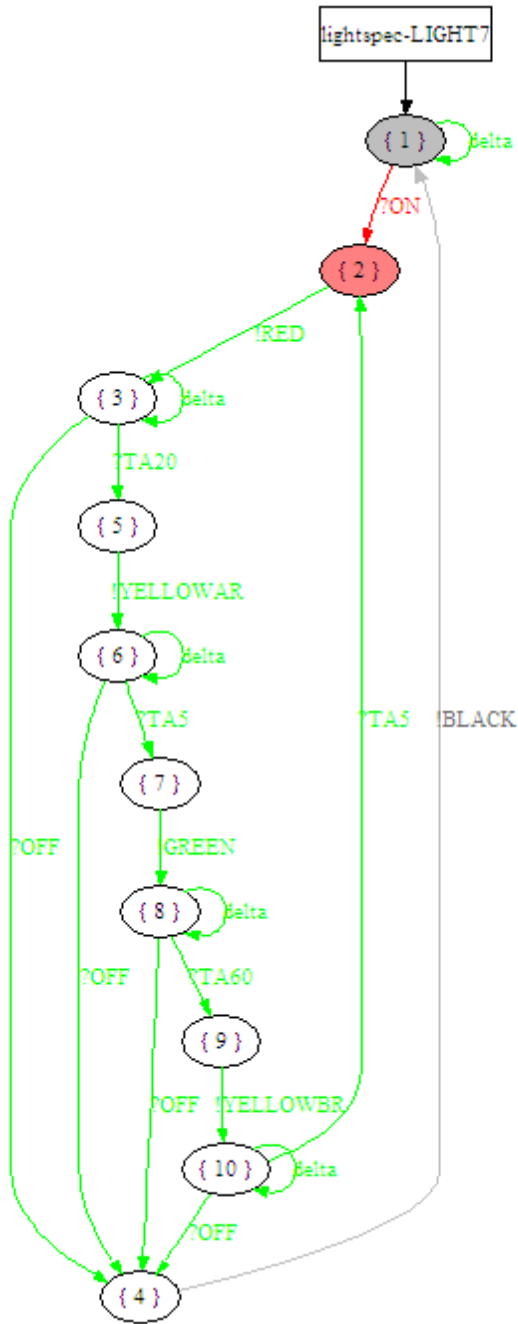 lightspec-LIGHT7
{ 1 }
delta
?ON
{ 2 }
!RED
{ 3 }
delta
?TA20
{ 5 }
!YELLOWAR
{ 6 }
delta
?TA5
?TA5
!BLACK
{ 7 }
?OFF
!GREEN
{ 8 }
delta
?OFF
?TA60
{ 9 }
?OFF
!YELLOWBR
{ 10 }
delta
?OFF
{ 4 }